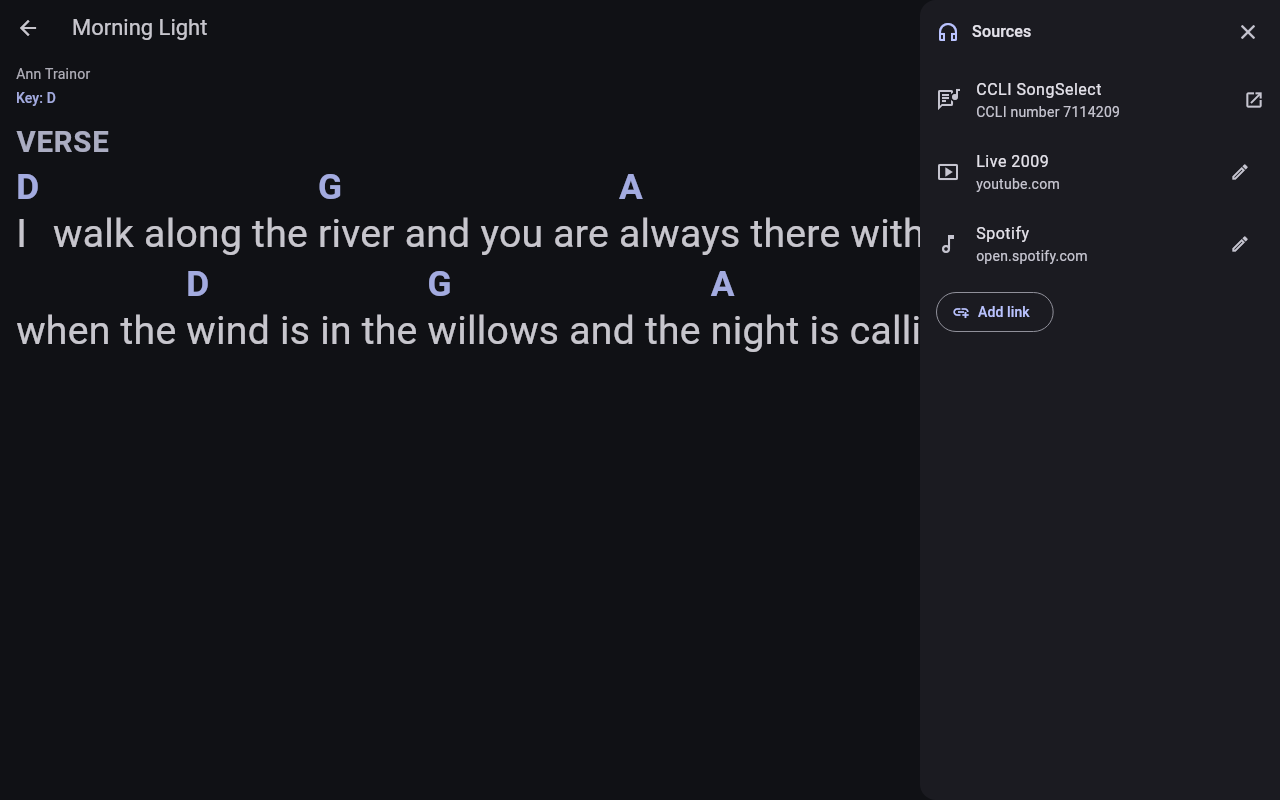 Morning Light
Ann Trainor
Key: D
VERSE
D G A
I walk along the river and you are always there with
D G A
when the wind is in the willows and the night is calli
Sources
CCLI SongSelect
CCLI number 7114209
Live 2009
youtube.com
Spotify
open.spotify.com
Add link